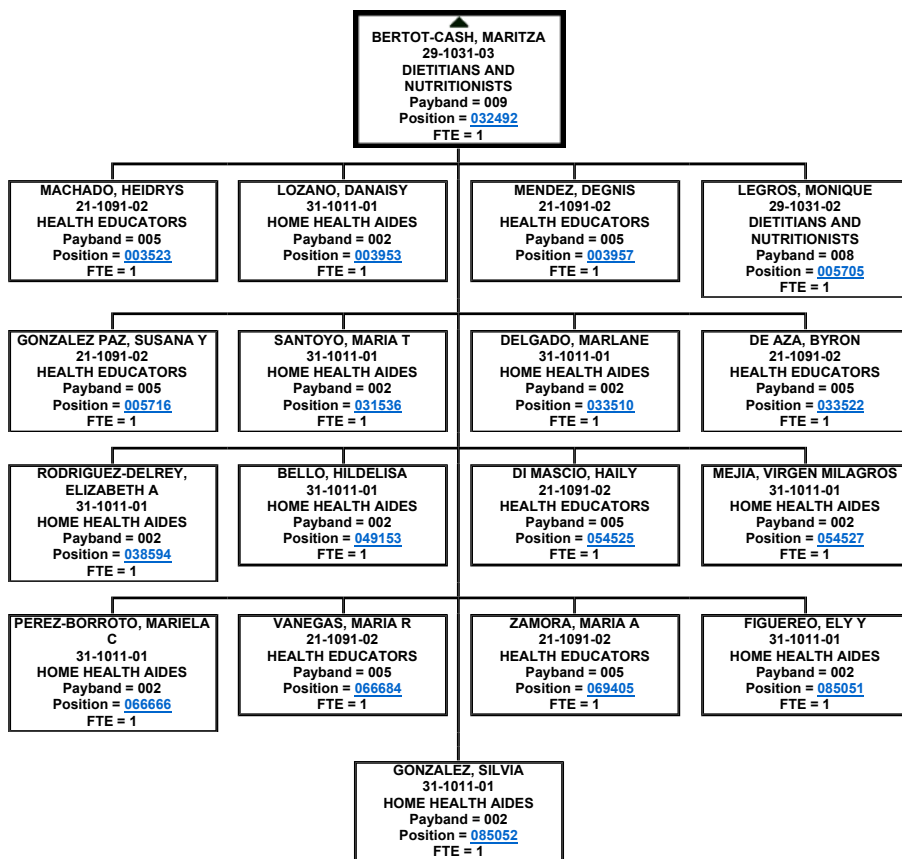 BERTOT-CASH, MARITZA
29-1031-03
DIETITIANS AND
NUTRITIONISTS
Payband = 009
Position = 032492
FTE = 1
MACHADO, HEIDRYS
21-1091-02
HEALTH EDUCATORS
Payband = 005
Position = 003523
FTE = 1
LOZANO, DANAISY
31-1011-01
HOME HEALTH AIDES
Payband = 002
Position = 003953
FTE = 1
MENDEZ, DEGNIS
21-1091-02
HEALTH EDUCATORS
Payband = 005
Position = 003957
FTE = 1
LEGROS, MONIQUE
29-1031-02
DIETITIANS AND
NUTRITIONISTS
Payband = 008
Position = 005705
FTE = 1
GONZALEZ PAZ, SUSANA Y
21-1091-02
HEALTH EDUCATORS
Payband = 005
Position = 005716
FTE = 1
SANTOYO, MARIA T
31-1011-01
HOME HEALTH AIDES
Payband = 002
Position = 031536
FTE = 1
DELGADO, MARLANE
31-1011-01
HOME HEALTH AIDES
Payband = 002
Position = 033510
FTE = 1
DE AZA, BYRON
21-1091-02
HEALTH EDUCATORS
Payband = 005
Position = 033522
FTE = 1
RODRIGUEZ-DELREY,
ELIZABETH A
31-1011-01
HOME HEALTH AIDES
Payband = 002
Position = 038594
FTE = 1
BELLO, HILDELISA
31-1011-01
HOME HEALTH AIDES
Payband = 002
Position = 049153
FTE = 1
DI MASCIO, HAILY
21-1091-02
HEALTH EDUCATORS
Payband = 005
Position = 054525
FTE = 1
MEJIA, VIRGEN MILAGROS
31-1011-01
HOME HEALTH AIDES
Payband = 002
Position = 054527
FTE = 1
PEREZ-BORROTO, MARIELA
C
31-1011-01
HOME HEALTH AIDES
Payband = 002
Position = 066666
FTE = 1
VANEGAS, MARIA R
21-1091-02
HEALTH EDUCATORS
Payband = 005
Position = 066684
FTE = 1
ZAMORA, MARIA A
21-1091-02
HEALTH EDUCATORS
Payband = 005
Position = 069405
FTE = 1
FIGUEREO, ELY Y
31-1011-01
HOME HEALTH AIDES
Payband = 002
Position = 085051
FTE = 1
GONZALEZ, SILVIA
31-1011-01
HOME HEALTH AIDES
Payband = 002
Position = 085052
FTE = 1